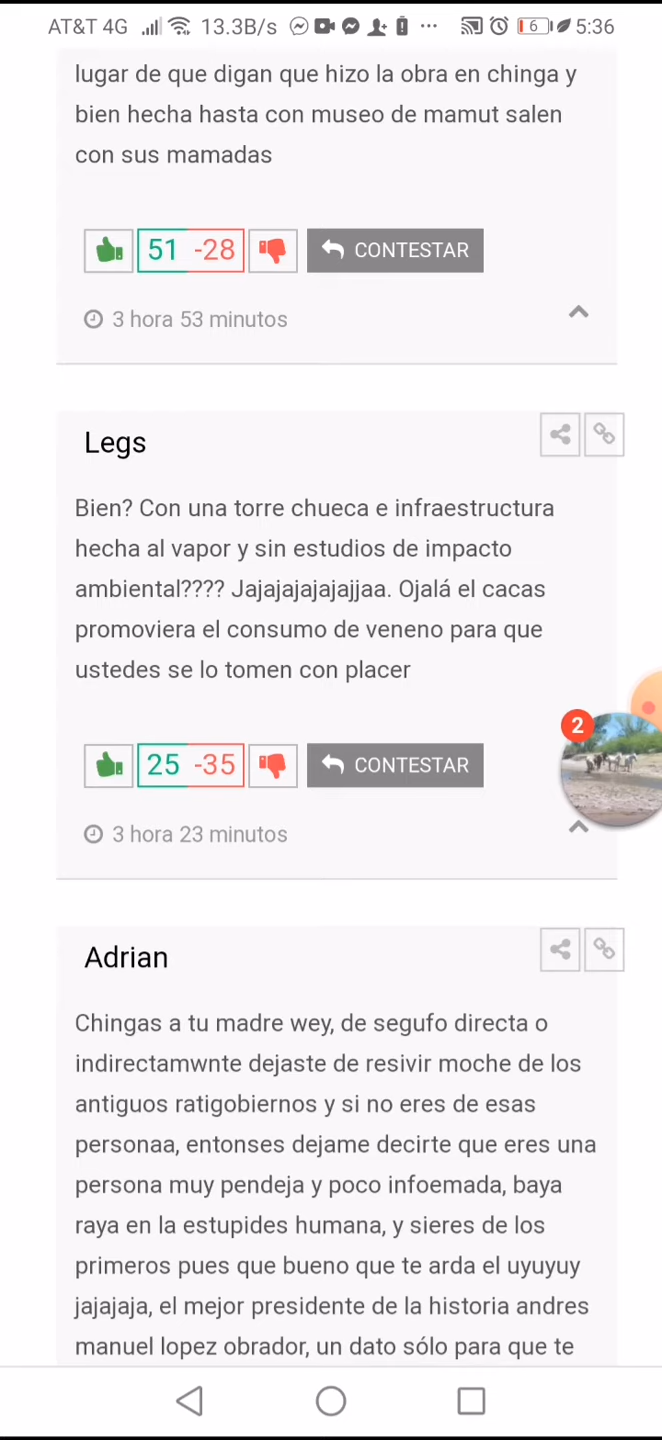 AT&T 4G 13.3B/s ... 6 5:36
lugar de que digan que hizo la obra en chinga y
bien hecha hasta con museo de mamut salen
con sus mamadas
51 -28 CONTESTAR
3 hora 53 minutos
Legs
Bien? Con una torre chueca e infraestructura
hecha al vapor y sin estudios de impacto
ambiental???? Jajajajajajajjaa. Ojalá el cacas
promoviera el consumo de veneno para que
ustedes se lo tomen con placer
2
25 -35 CONTESTAR
3 hora 23 minutos
Adrian
Chingas a tu madre wey, de segufo directa o
indirectamwnte dejaste de resivir moche de los
antiguos ratigobiernos y si no eres de esas
personaa, entonses dejame decirte que eres una
persona muy pendeja y poco infoemada, baya
raya en la estupides humana, y sieres de los
primeros pues que bueno que te arda el uyuyuy
jajajaja, el mejor presidente de la historia andres
manuel lopez obrador, un dato sólo para que te